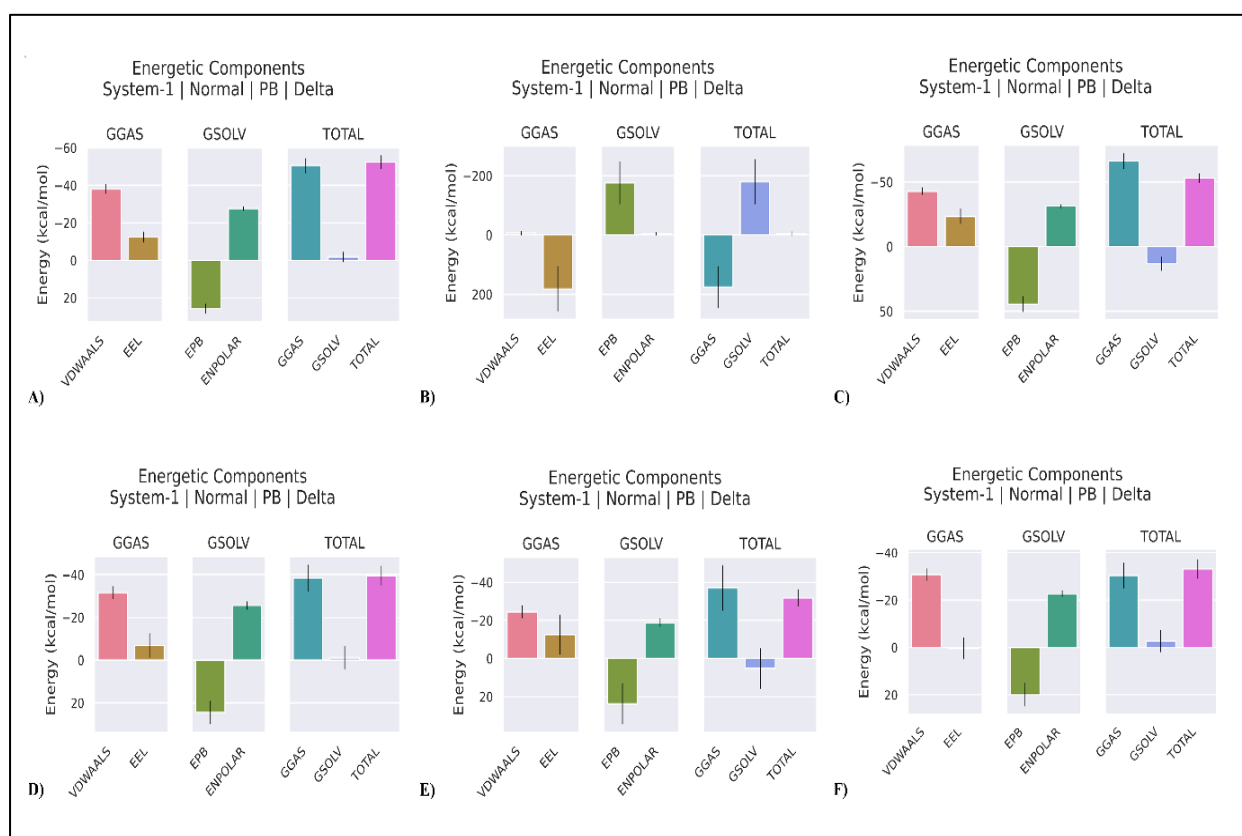 Energetic Components
System-1 | Normal | PB | Delta
GGAS GSOLV TOTAL
Energy (kcal/mol)
−60
−40
−20
0
20
VDWAALS EEL EPB ENPOLAR GGAS GSOLV TOTAL
A)
Energetic Components
System-1 | Normal | PB | Delta
GGAS GSOLV TOTAL
Energy (kcal/mol)
−200
0
200
VDWAALS EEL EPB ENPOLAR GGAS GSOLV TOTAL
B)
Energetic Components
System-1 | Normal | PB | Delta
GGAS GSOLV TOTAL
Energy (kcal/mol)
−50
0
50
VDWAALS EEL EPB ENPOLAR GGAS GSOLV TOTAL
C)
Energetic Components
System-1 | Normal | PB | Delta
GGAS GSOLV TOTAL
Energy (kcal/mol)
−40
−20
0
20
VDWAALS EEL EPB ENPOLAR GGAS GSOLV TOTAL
D)
Energetic Components
System-1 | Normal | PB | Delta
GGAS GSOLV TOTAL
Energy (kcal/mol)
−40
−20
0
20
VDWAALS EEL EPB ENPOLAR GGAS GSOLV TOTAL
E)
Energetic Components
System-1 | Normal | PB | Delta
GGAS GSOLV TOTAL
Energy (kcal/mol)
−40
−20
0
20
VDWAALS EEL EPB ENPOLAR GGAS GSOLV TOTAL
F)